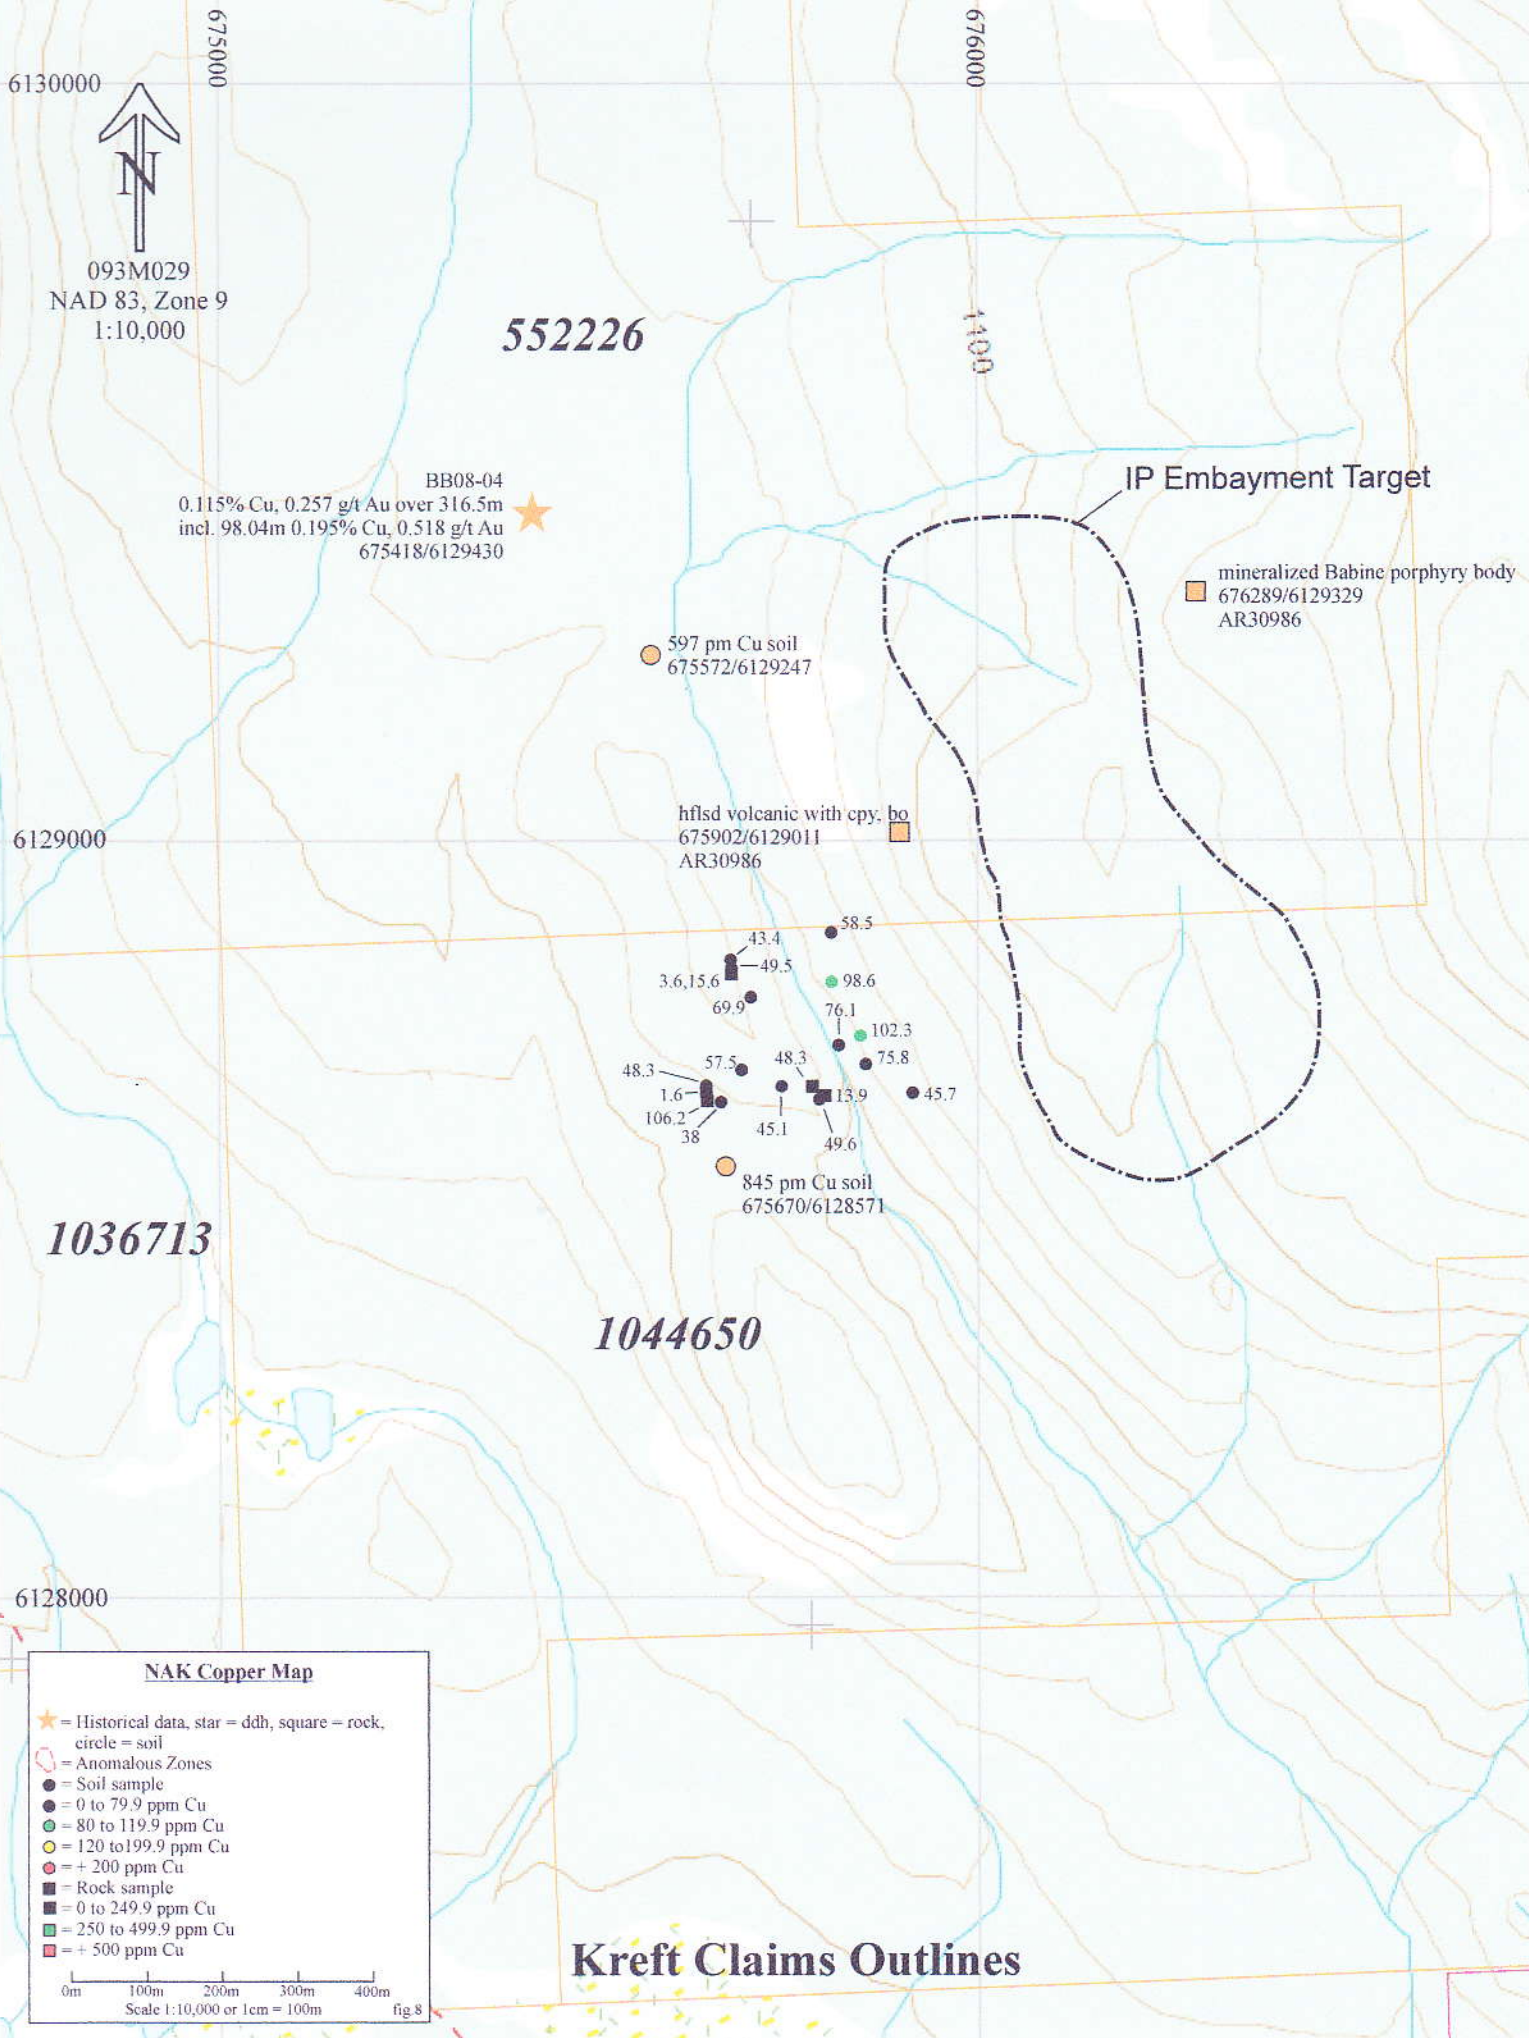 675000
676000
6130000
N
093M029
NAD 83, Zone 9
1:10,000
552226
1400
BB08-04
0.115% Cu, 0.257 g/t Au over 316.5m
incl. 98.04m 0.195% Cu, 0.518 g/t Au
675418/6129430
IP Embayment Target
mineralized Babine porphyry body
676289/6129329
AR30986
597 pm Cu soil
675572/6129247
hflsd volcanic with cpy, bo
675902/6129011
AR30986
6129000
58.5
43.4
49.5
3.6,15.6
98.6
69.9
76.1
102.3
75.8
48.3
57.5
48.3
1.6
13.9
45.7
106.2
38
45.1
49.6
845 pm Cu soil
675670/6128571
1036713
1044650
6128000
NAK Copper Map
= Historical data, star = ddh, square = rock,
circle = soil
= Anomalous Zones
= Soil sample
= 0 to 79.9 ppm Cu
= 80 to 119.9 ppm Cu
= 120 to199.9 ppm Cu
= + 200 ppm Cu
= Rock sample
= 0 to 249.9 ppm Cu
= 250 to 499.9 ppm Cu
= + 500 ppm Cu
0m 100m 200m 300m 400m
Scale 1:10,000 or 1cm = 100m
fig.8
Kreft Claims Outlines